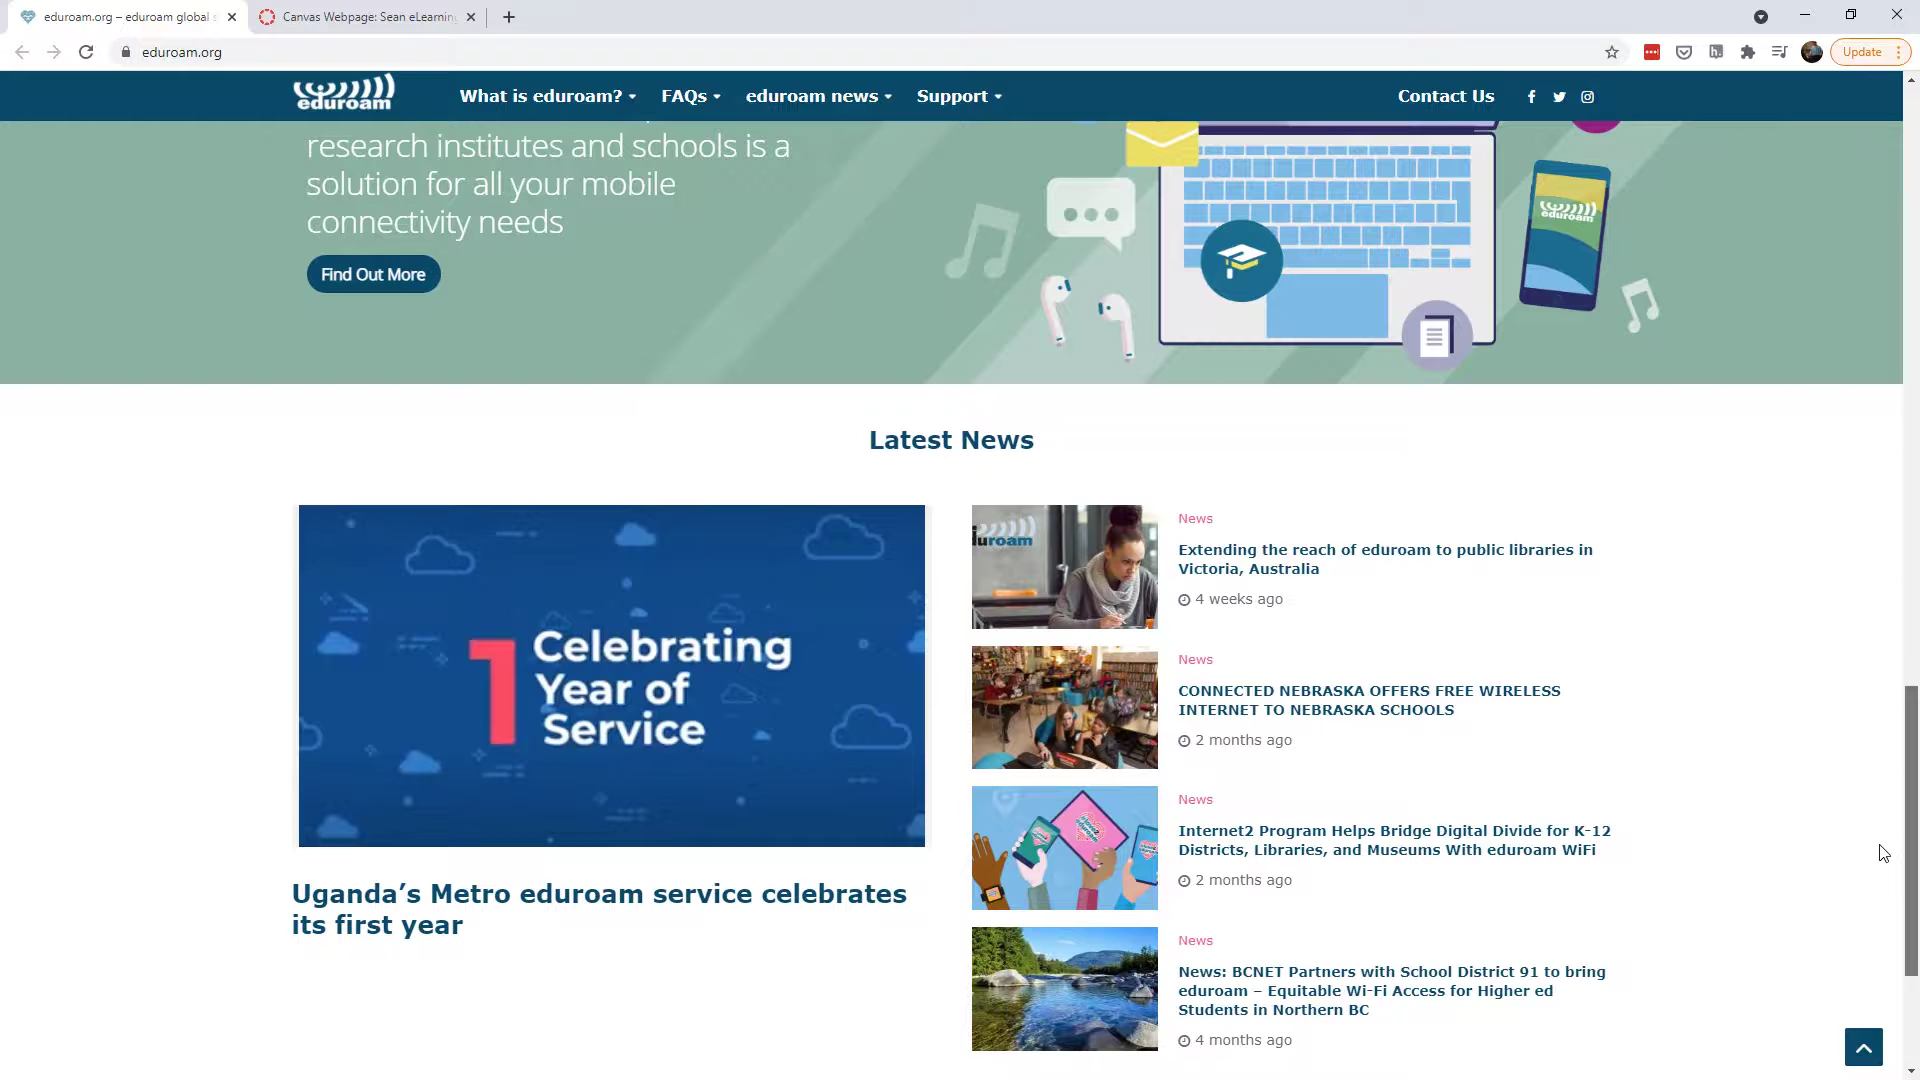 eduroam.org – eduroam global s
Canvas Webpage: Sean eLearning
eduroam.org
Update
eduroam
What is eduroam?
FAQs
eduroam news
Support
Contact Us
research institutes and schools is a
solution for all your mobile
connectivity needs
Find Out More
eduroam
Latest News
1 Celebrating
Year of
Service
Uganda’s Metro eduroam service celebrates
its first year
duroam
News
Extending the reach of eduroam to public libraries in
Victoria, Australia
4 weeks ago
News
CONNECTED NEBRASKA OFFERS FREE WIRELESS
INTERNET TO NEBRASKA SCHOOLS
2 months ago
News
Internet2 Program Helps Bridge Digital Divide for K-12
Districts, Libraries, and Museums With eduroam WiFi
2 months ago
News
News: BCNET Partners with School District 91 to bring
eduroam – Equitable Wi-Fi Access for Higher ed
Students in Northern BC
4 months ago